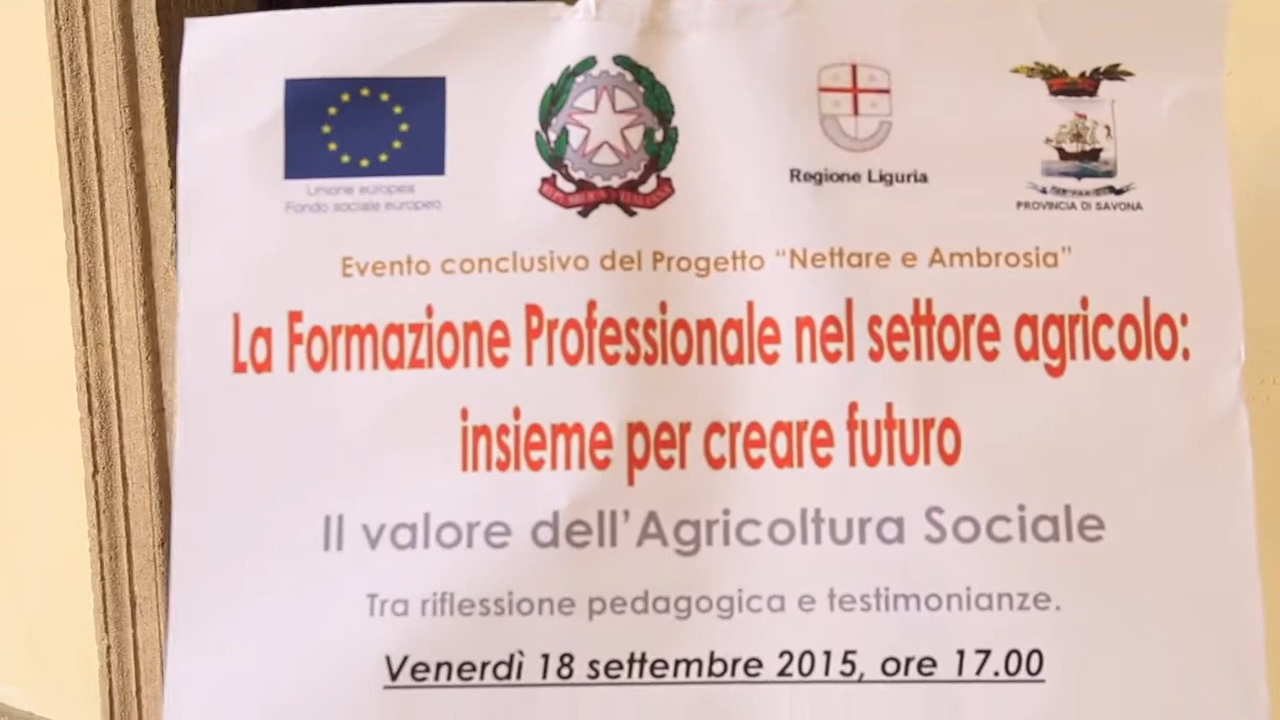 Unione europea
Fondo sociale europeo
Regione Liguria
PROVINCIA DI SAVONA
Evento conclusivo del Progetto “Nettare e Ambrosia”
La Formazione Professionale nel settore agricolo:
insieme per creare futuro
Il valore dell’Agricoltura Sociale
Tra riflessione pedagogica e testimonianze.
Venerdì 18 settembre 2015, ore 17.00